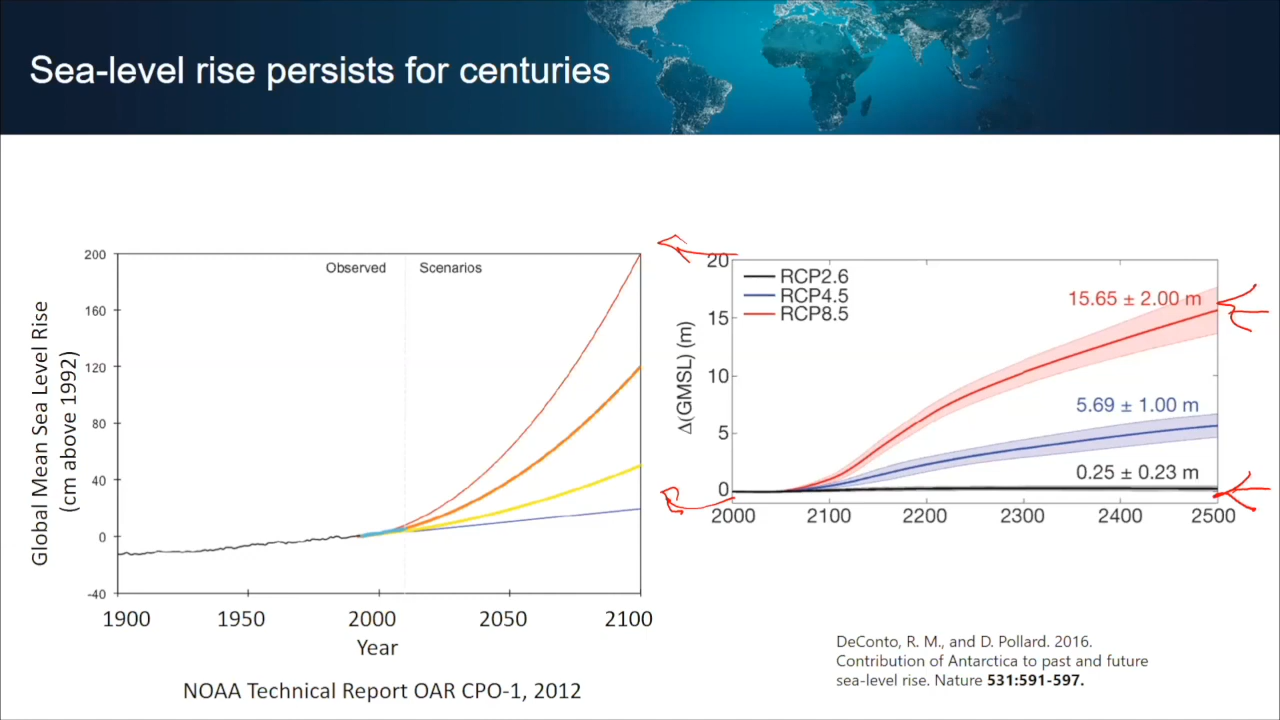 Sea-level rise persists for centuries
Global Mean Sea Level Rise
(cm above 1992)
200
160
120
80
40
0
-40
Observed
Scenarios
1900
1950
2000
2050
2100
Year
NOAA Technical Report OAR CPO-1, 2012
Δ(GMSL) (m)
20
15
10
5
0
RCP2.6
RCP4.5
RCP8.5
15.65 ± 2.00 m
5.69 ± 1.00 m
0.25 ± 0.23 m
2000
2100
2200
2300
2400
2500
DeConto, R. M., and D. Pollard. 2016.
Contribution of Antarctica to past and future
sea-level rise. Nature 531:591-597.